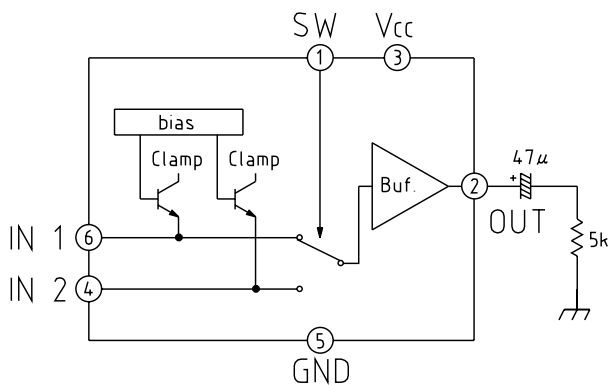 SW
Vcc
1
3
bias
Clamp
Clamp
47μ
+
Buf.
2
OUT
IN 1
6
5k
IN 2
4
5
GND